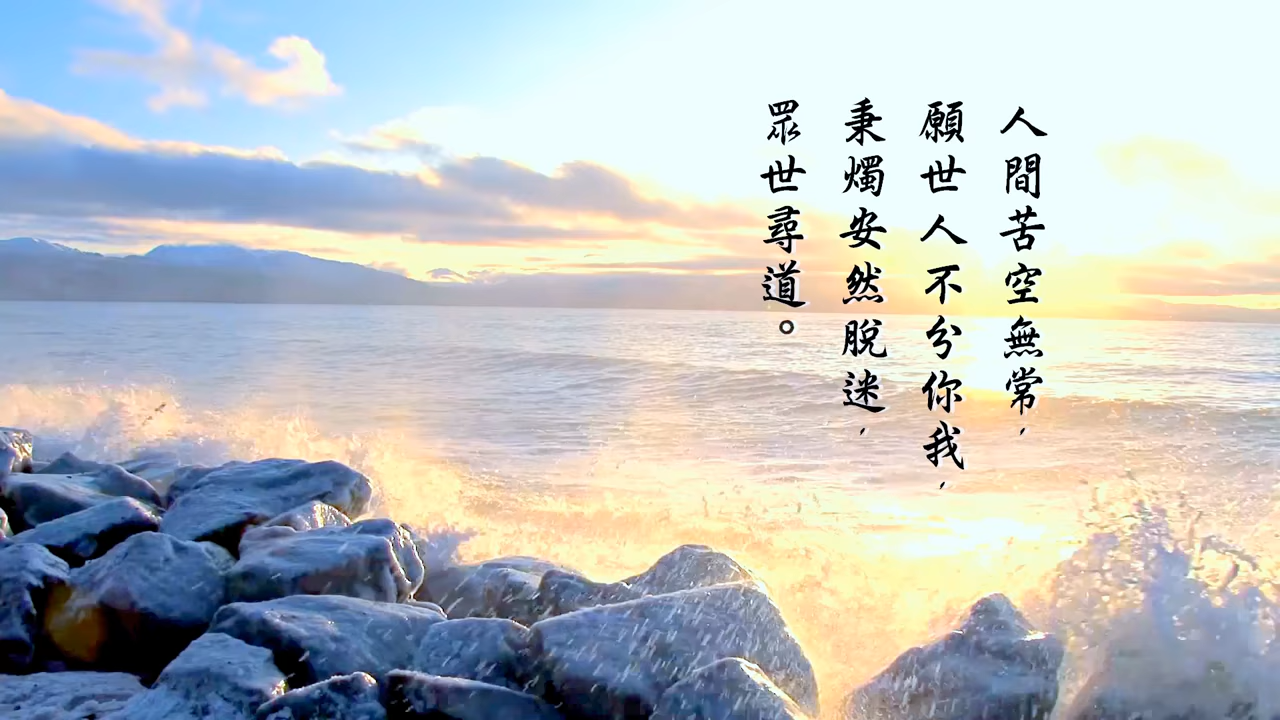 人間苦空無常，
願世人不分你我，
秉燭安然脫迷，
眾世尋道。